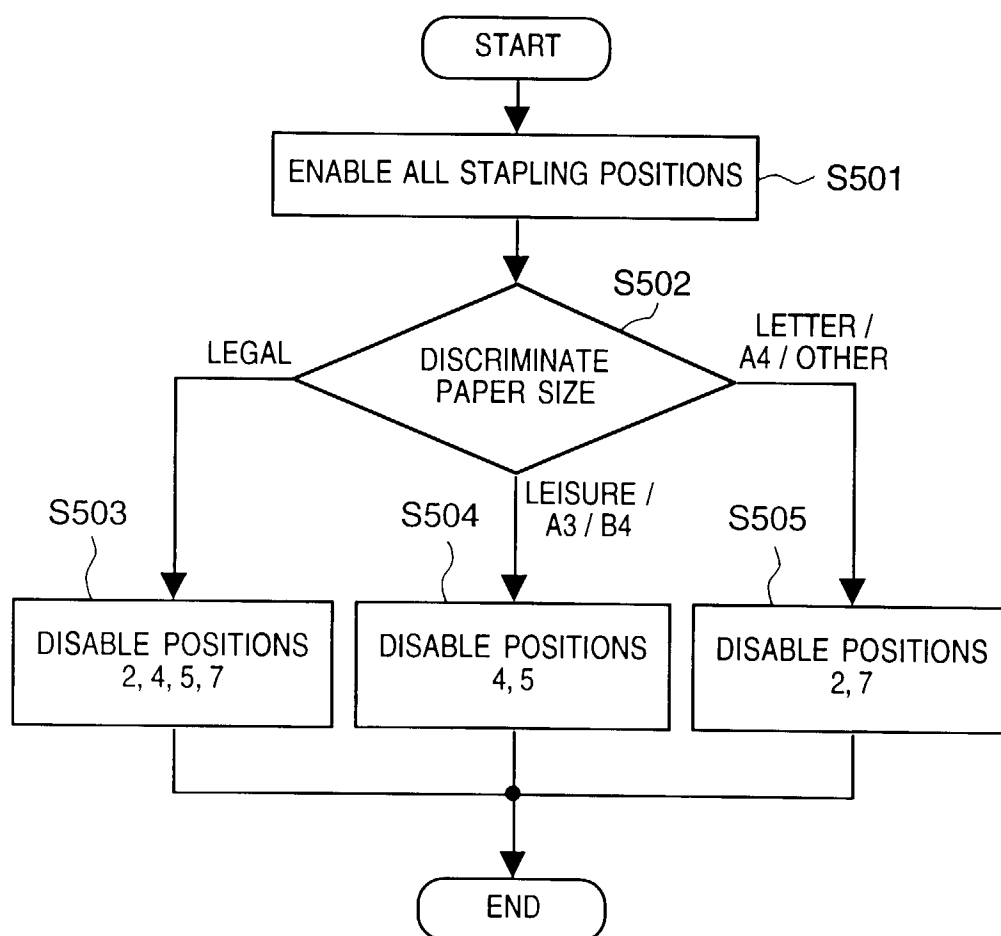 START
ENABLE ALL STAPLING POSITIONS
S501
S502
LEGAL
DISCRIMINATE
PAPER SIZE
LETTER /
A4 / OTHER
LEISURE /
A3 / B4
S503
S504
S505
DISABLE POSITIONS
2, 4, 5, 7
DISABLE POSITIONS
4, 5
DISABLE POSITIONS
2, 7
END